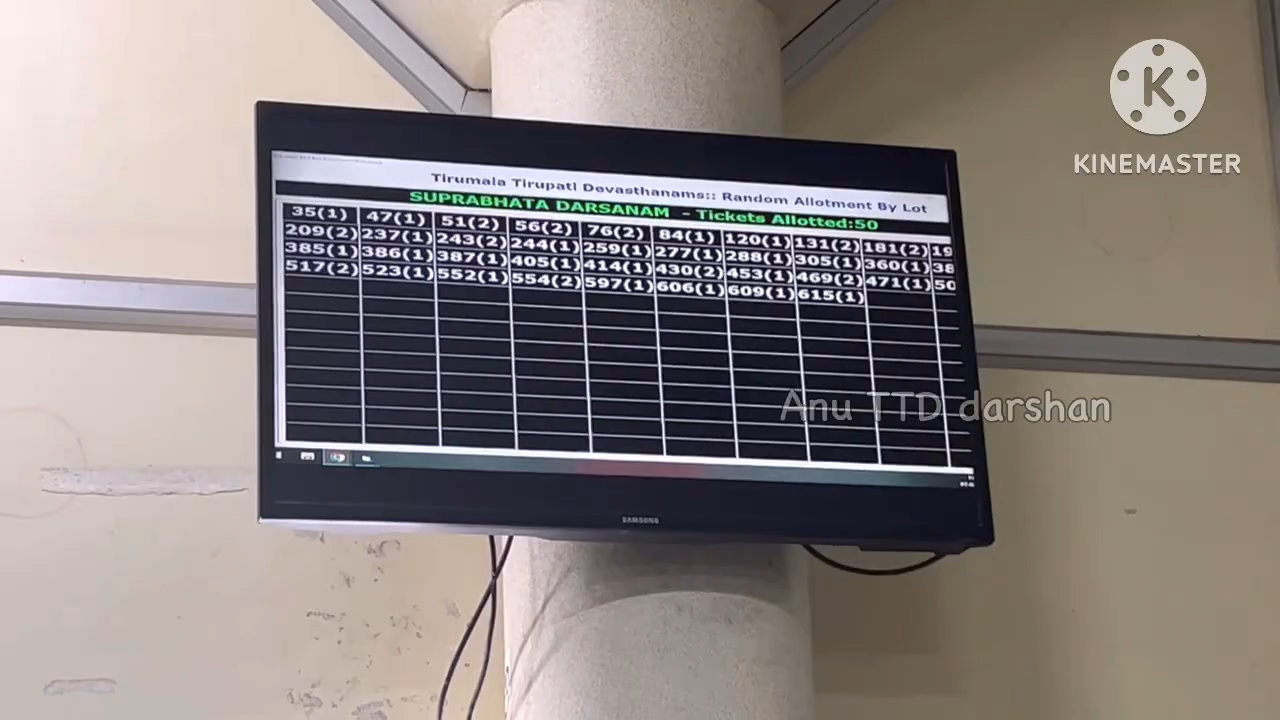 KINEMASTER
Tirumala Tirupati Devasthanams:: Random Allotment By Lot
SUPRABHATA DARSANAM - Tickets Allotted:50
35(1) 47(1) 51(2) 56(2) 76(2) 84(1) 120(1) 131(2) 181(2) 19
209(2) 237(1) 243(2) 244(1) 259(1) 277(1) 288(1) 305(1) 360(1) 38
385(1) 386(1) 387(1) 405(1) 414(1) 430(2) 453(1) 469(2) 471(1) 50
517(2) 523(1) 552(1) 554(2) 597(1) 606(1) 609(1) 615(1)
Anu TTD darshan
SAMSUNG